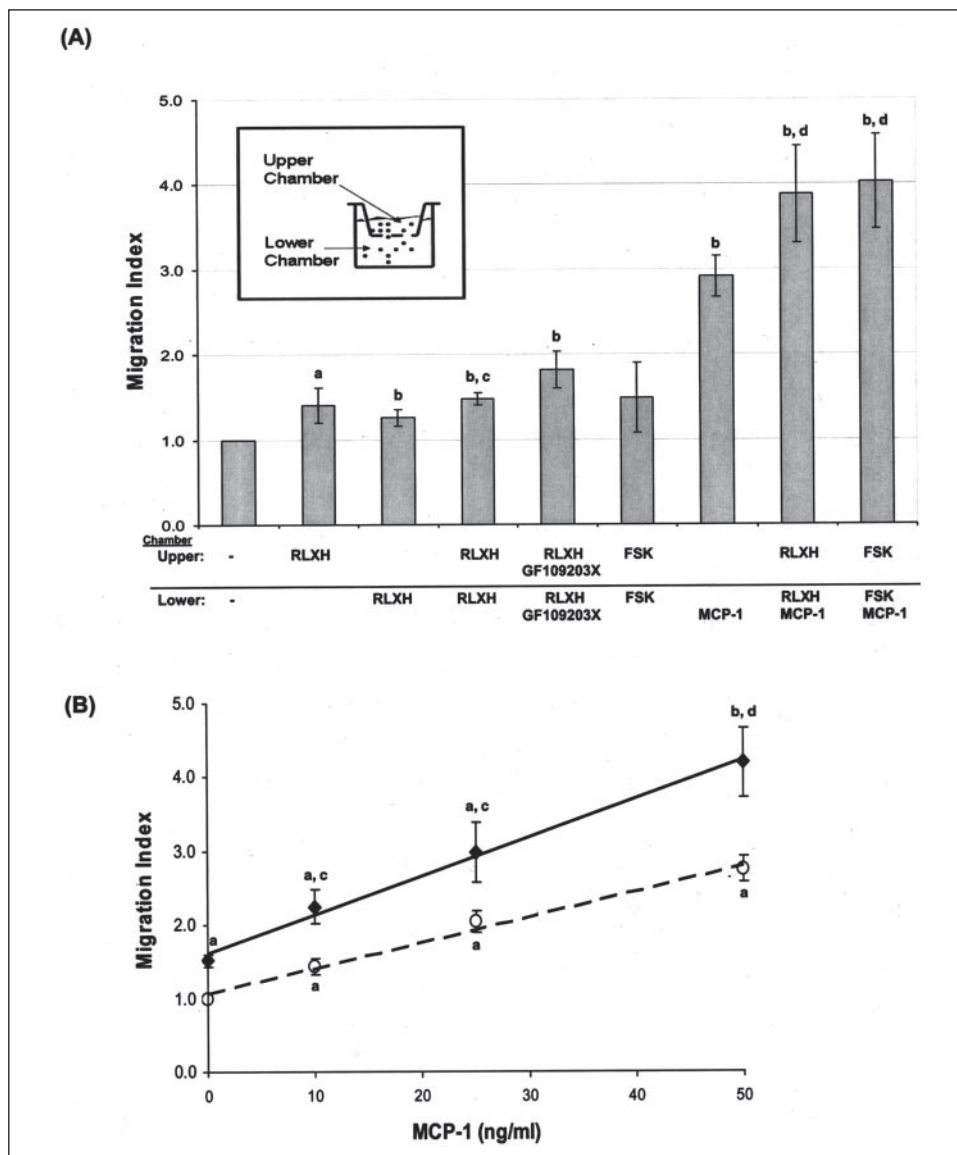 (A)
5.0
4.0
3.0
2.0
1.0
0.0
Migration Index
Upper
Chamber
Lower
Chamber
a
b
b, c
b
b
b, d
b, d
Chamber
Upper: - RLXH RLXH RLXH FSK RLXH FSK
GF109203X
Lower: - RLXH RLXH RLXH FSK MCP-1 RLXH FSK
GF109203X MCP-1 MCP-1
(B)
5.0
4.0
3.0
2.0
1.0
0.0
Migration Index
b, d
a, c
a, c
a
a
a
a
0 10 20 30 40 50
MCP-1 (ng/ml)